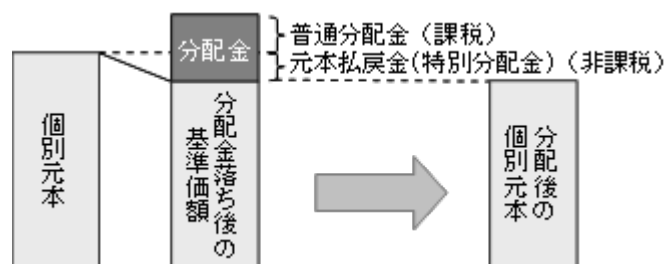 分配金
普通分配金（課税）
元本払戻金(特別分配金)（非課税）
個別元本
分配金落ち後の
基準価額
分配後の
個別元本